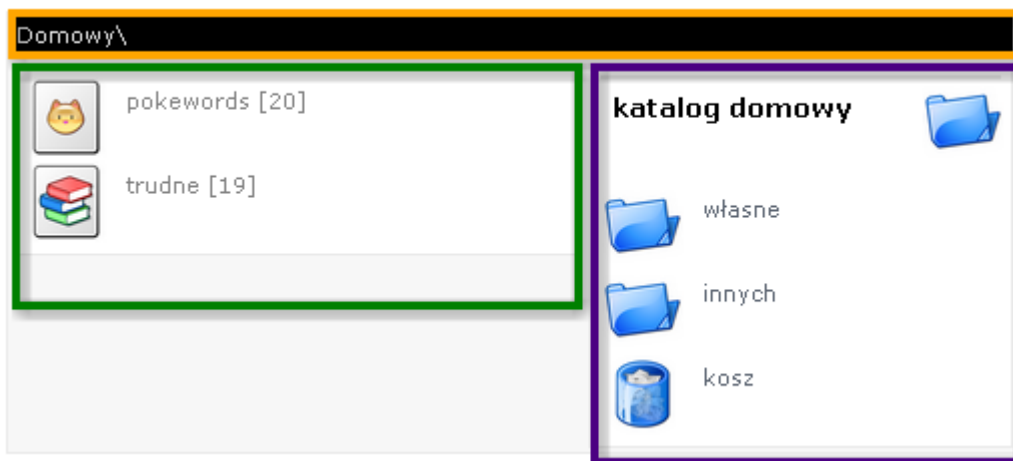 Domowy\
pokewords [20]
trudne [19]
katalog domowy
własne
innych
kosz